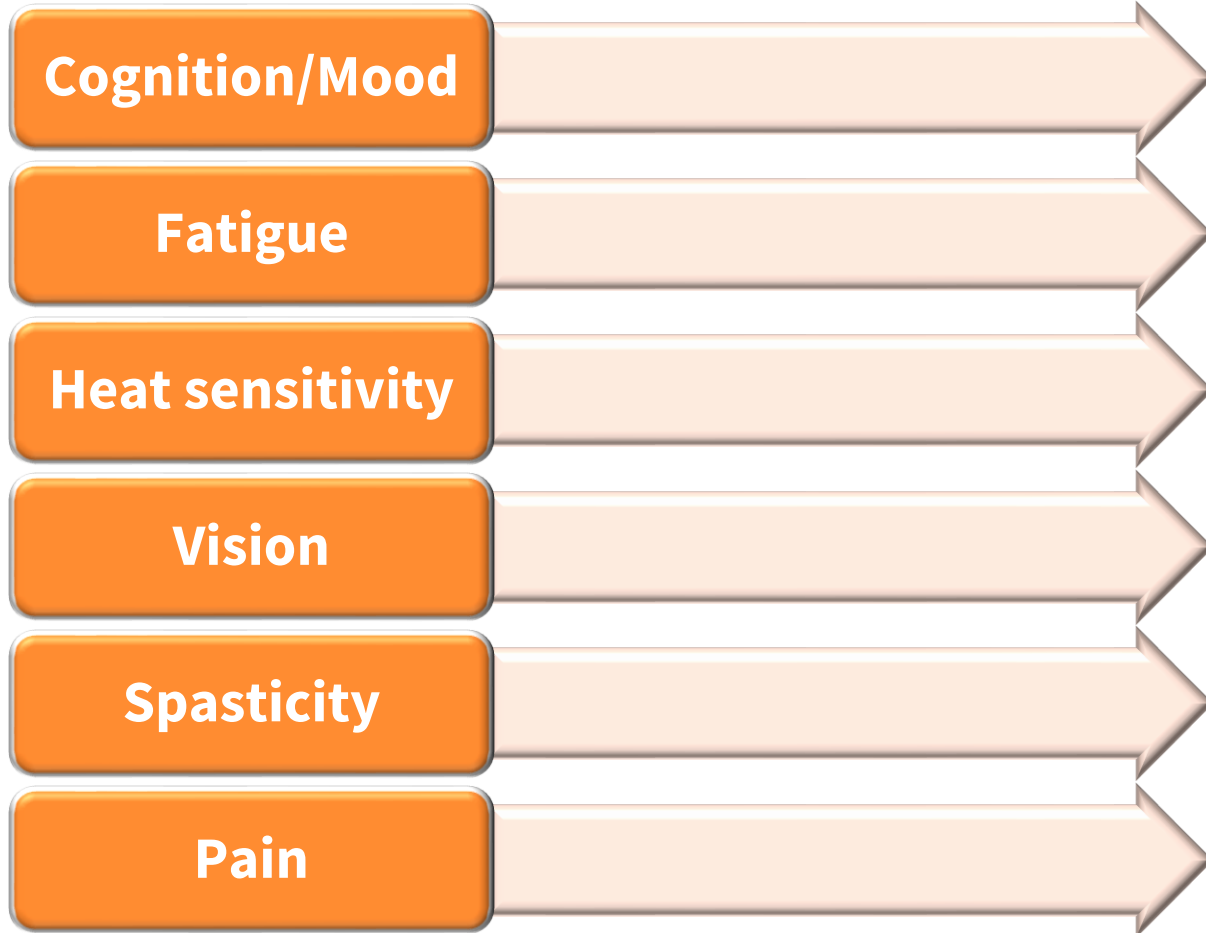 Cognition/Mood
Fatigue
Heat sensitivity
Vision
Spasticity
Pain